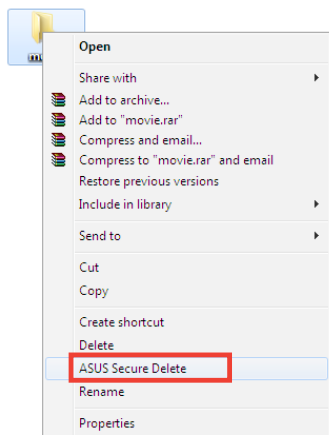 Open
Share with
Add to archive...
Add to "movie.rar"
Compress and email...
Compress to "movie.rar" and email
Restore previous versions
Include in library
Send to
Cut
Copy
Create shortcut
Delete
ASUS Secure Delete
Rename
Properties